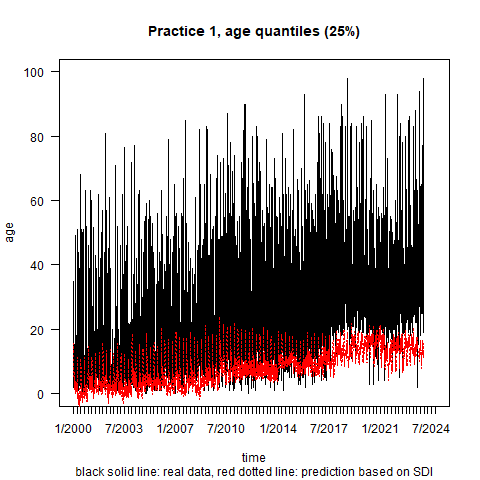 Practice 1, age quantiles (25%)
100
80
60
40
20
0
age
1/2000 7/2003 1/2007 7/2010 1/2014 7/2017 1/2021 7/2024
time
black solid line: real data, red dotted line: prediction based on SDI